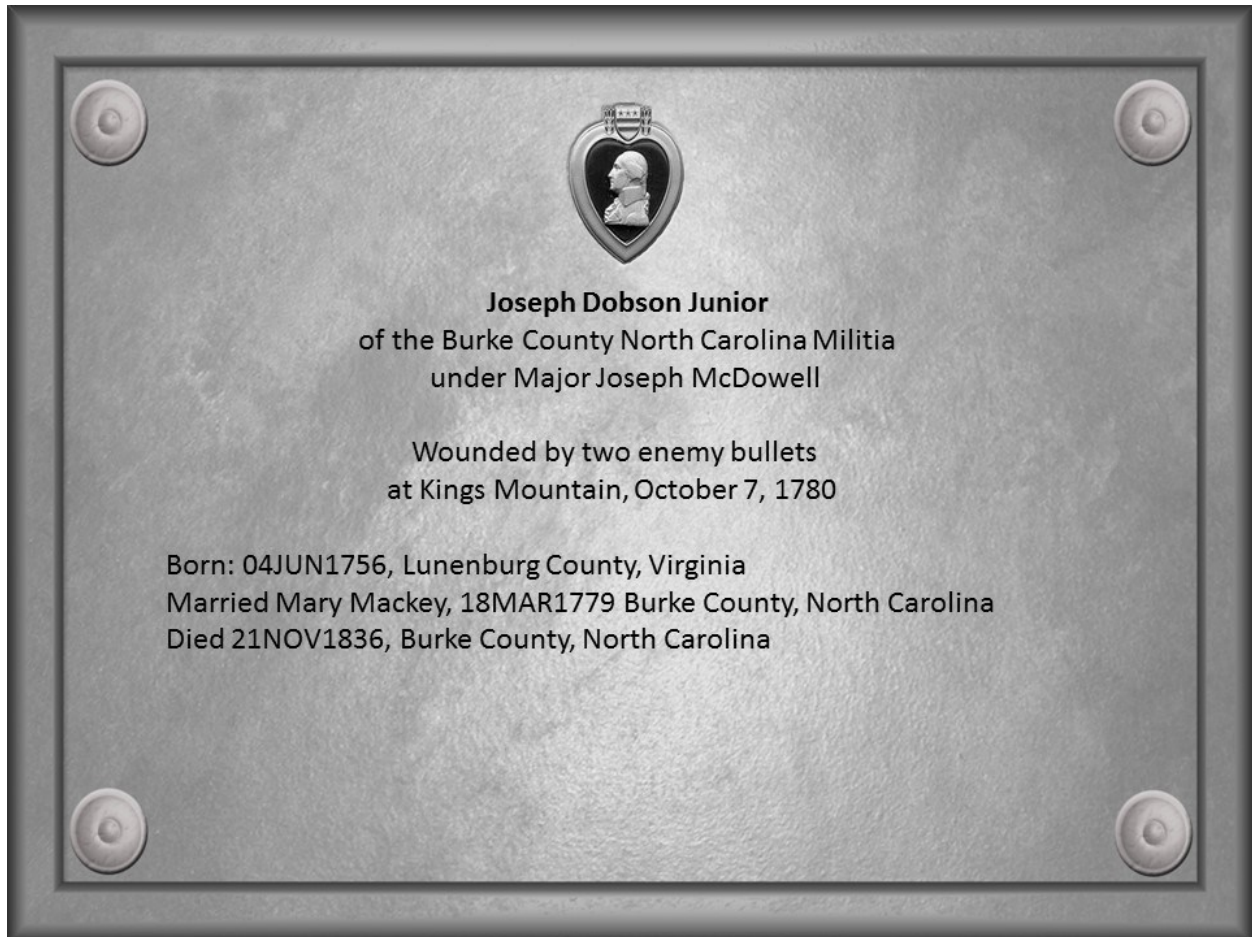 Joseph Dobson Junior
of the Burke County North Carolina Militia
under Major Joseph McDowell
Wounded by two enemy bullets
at Kings Mountain, October 7, 1780
Born: 04JUN1756, Lunenburg County, Virginia
Married Mary Mackey, 18MAR1779 Burke County, North Carolina
Died 21NOV1836, Burke County, North Carolina